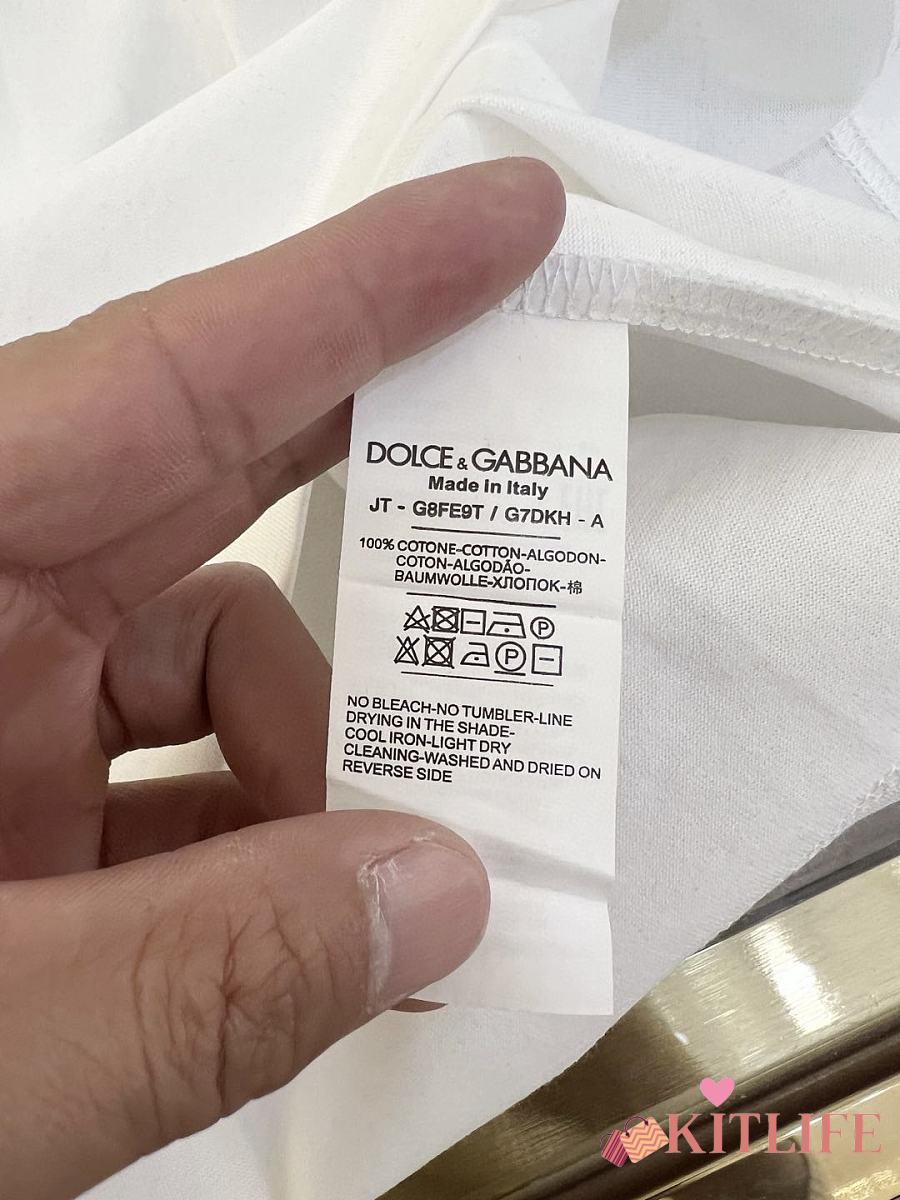 DOLCE & GABBANA
Made in Italy
JT - G8FE9T / G7DKH - A
100% COTONE-COTTON-ALGODON-
COTON-ALGODÃO-
BAUMWOLLE-ХЛОПОК-棉
P
P
NO BLEACH-NO TUMBLER-LINE
DRYING IN THE SHADE-
COOL IRON-LIGHT DRY
CLEANING-WASHED AND DRIED ON
REVERSE SIDE
KITLIFE